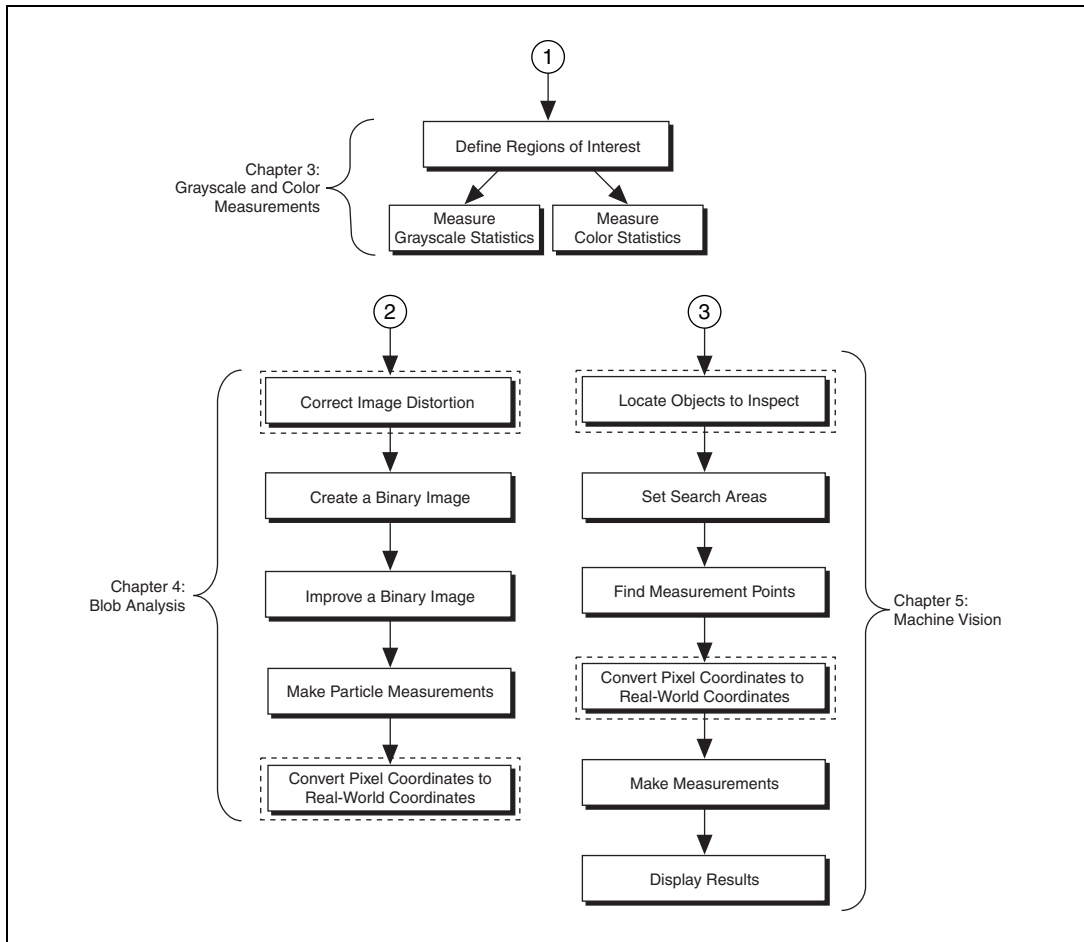 1
Define Regions of Interest
Chapter 3:
Grayscale and Color
Measurements
Measure
Grayscale Statistics
Measure
Color Statistics
2
Correct Image Distortion
Create a Binary Image
Improve a Binary Image
Make Particle Measurements
Convert Pixel Coordinates to
Real-World Coordinates
Chapter 4:
Blob Analysis
3
Locate Objects to Inspect
Set Search Areas
Find Measurement Points
Convert Pixel Coordinates to
Real-World Coordinates
Make Measurements
Display Results
Chapter 5:
Machine Vision